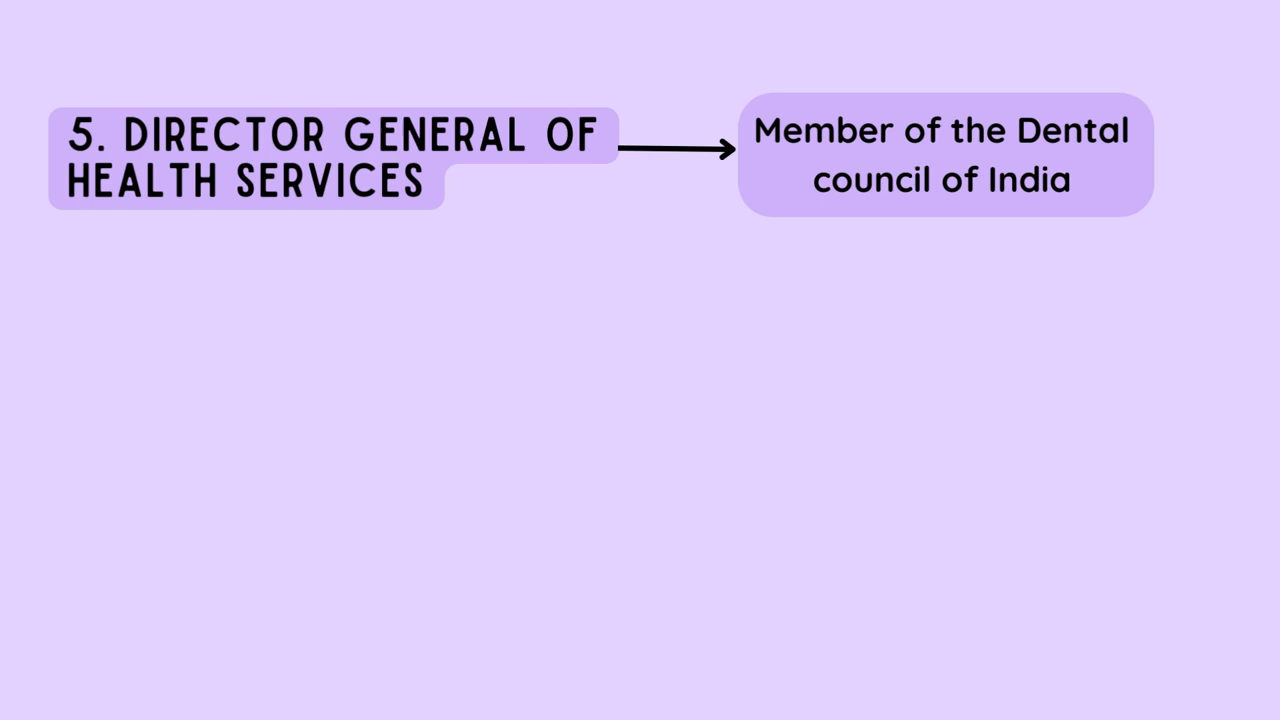 5. DIRECTOR GENERAL OF
HEALTH SERVICES
Member of the Dental
council of India